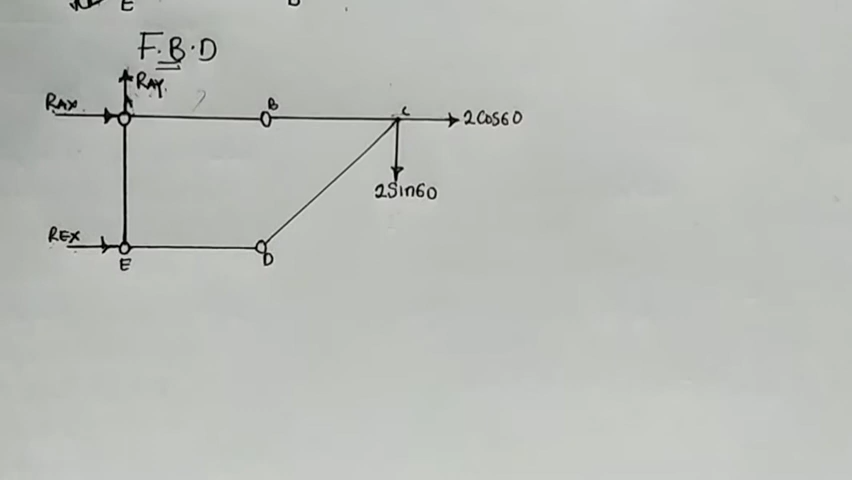 E
F.B.D
RAY
RAX
B
C
2Cos60
2Sin60
REX
E
D